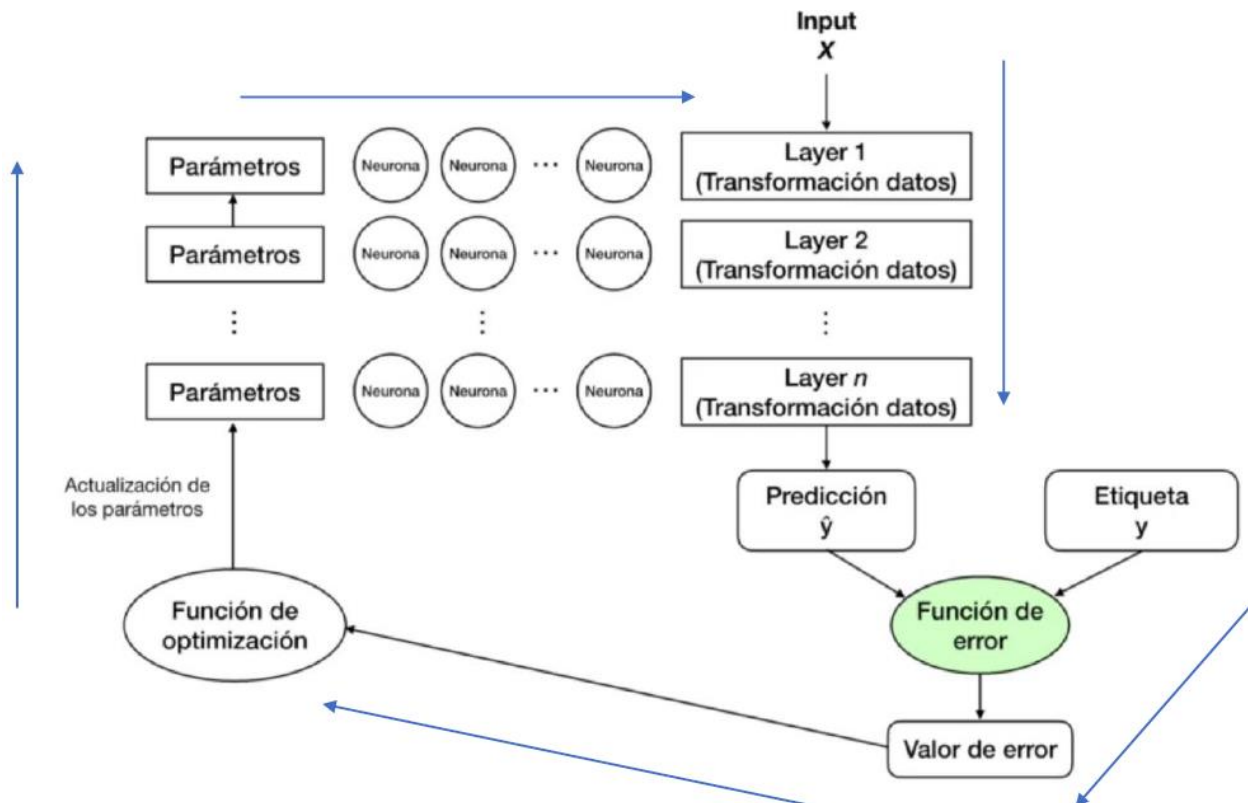 Input
X
Parámetros
Neurona
Neurona
...
Neurona
Layer 1
(Transformación datos)
Parámetros
Neurona
Neurona
...
Neurona
Layer 2
(Transformación datos)
Parámetros
Neurona
Neurona
...
Neurona
Layer n
(Transformación datos)
Actualización de
los parámetros
Predicción
ŷ
Etiqueta
y
Función de
optimización
Función de
error
Valor de error